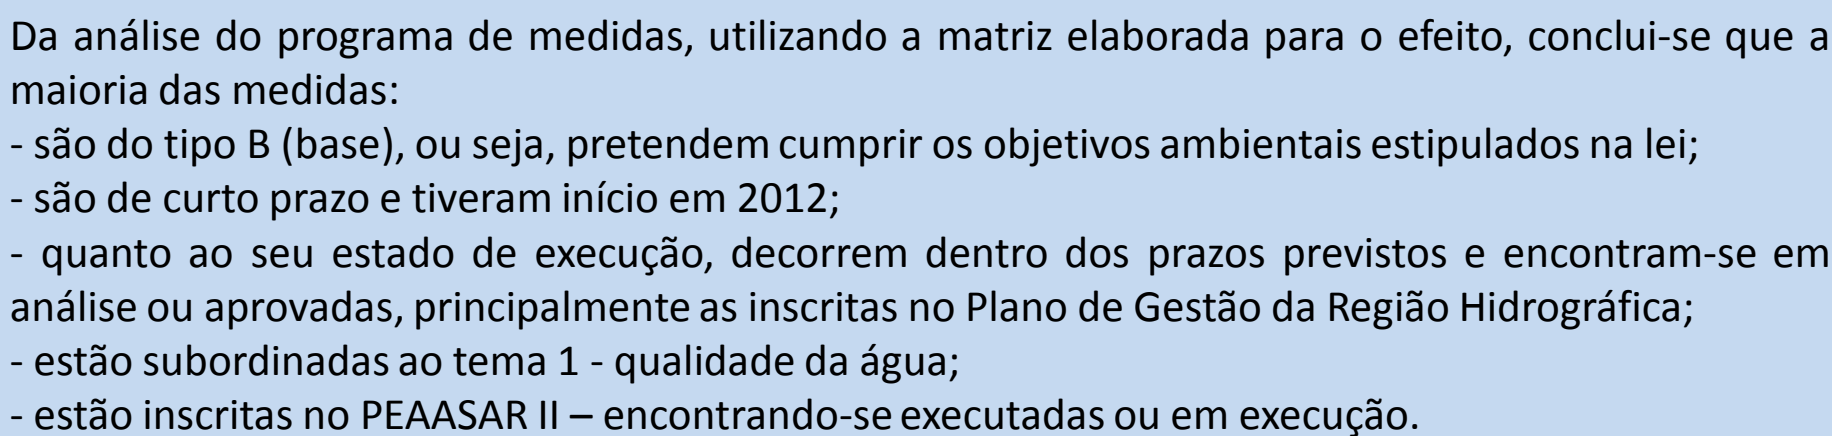 Da análise do programa de medidas, utilizando a matriz elaborada para o efeito, conclui-se que a
maioria das medidas:
- são do tipo B (base), ou seja, pretendem cumprir os objetivos ambientais estipulados na lei;
- são de curto prazo e tiveram início em 2012;
- quanto ao seu estado de execução, decorrem dentro dos prazos previstos e encontram-se em
análise ou aprovadas, principalmente as inscritas no Plano de Gestão da Região Hidrográfica;
- estão subordinadas ao tema 1 - qualidade da água;
- estão inscritas no PEAASAR II – encontrando-se executadas ou em execução.